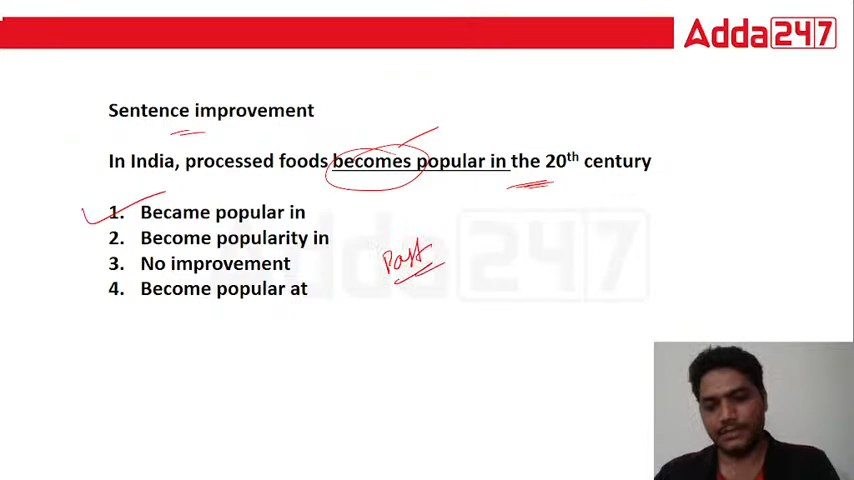 Adda247
Sentence improvement
In India, processed foods becomes popular in the 20th century
1. Became popular in
2. Become popularity in
3. No improvement
4. Become popular at
Past
Adda247